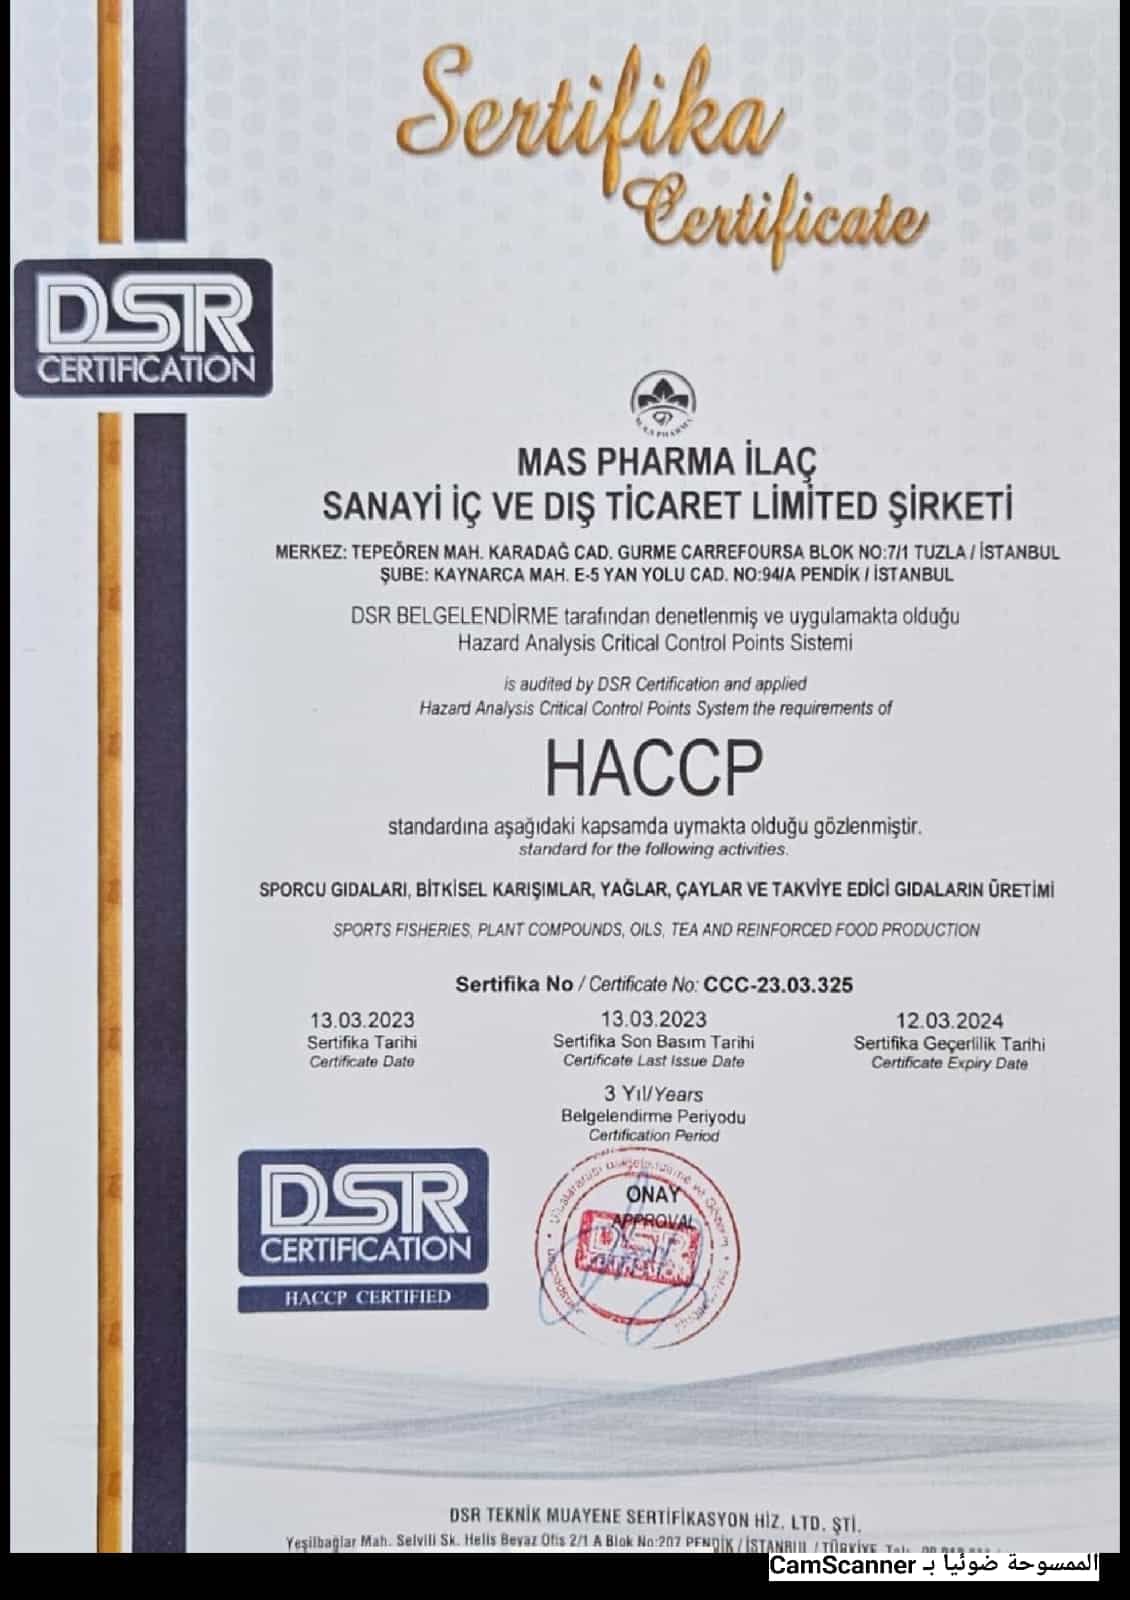 Sertifika
Certificate
DSR
CERTIFICATION
MAS PHARMA
MAS PHARMA İLAÇ
SANAYİ İÇ VE DIŞ TİCARET LİMİTED ŞİRKETİ
MERKEZ: TEPEÖREN MAH. KARADAĞ CAD. GURME CARREFOURSA BLOK NO:7/1 TUZLA / İSTANBUL
ŞUBE: KAYNARCA MAH. E-5 YAN YOLU CAD. NO:94/A PENDİK / İSTANBUL
DSR BELGELENDİRME tarafından denetlenmiş ve uygulamakta olduğu
Hazard Analysis Critical Control Points Sistemi
is audited by DSR Certification and applied
Hazard Analysis Critical Control Points System the requirements of
HACCP
standardına aşağıdaki kapsamda uymakta olduğu gözlenmiştir.
standard for the following activities.
SPORCU GIDALARI, BİTKİSEL KARIŞIMLAR, YAĞLAR, ÇAYLAR VE TAKVİYE EDİCİ GIDALARIN ÜRETİMİ
SPORTS FISHERIES, PLANT COMPOUNDS, OILS, TEA AND REINFORCED FOOD PRODUCTION
Sertifika No / Certificate No: CCC-23.03.325
13.03.2023
Sertifika Tarihi
Certificate Date
13.03.2023
Sertifika Son Basım Tarihi
Certificate Last Issue Date
12.03.2024
Sertifika Geçerlilik Tarihi
Certificate Expiry Date
3 Yıl/Years
Belgelendirme Periyodu
Certification Period
DSR
CERTIFICATION
HACCP CERTIFIED
ONAY
APPROVAL
DSR
CERTIFICATION
DSR TEKNİK MUAYENE SERTİFİKASYON HİZ. LTD. ŞTİ.
Yeşilbağlar Mah. Selvili Sk. Helis Beyaz Ofis 2/1 A Blok No:207 PENDİK / İSTANBUL / TÜRKİYE
الممسوحة ضوئيا بـ CamScanner